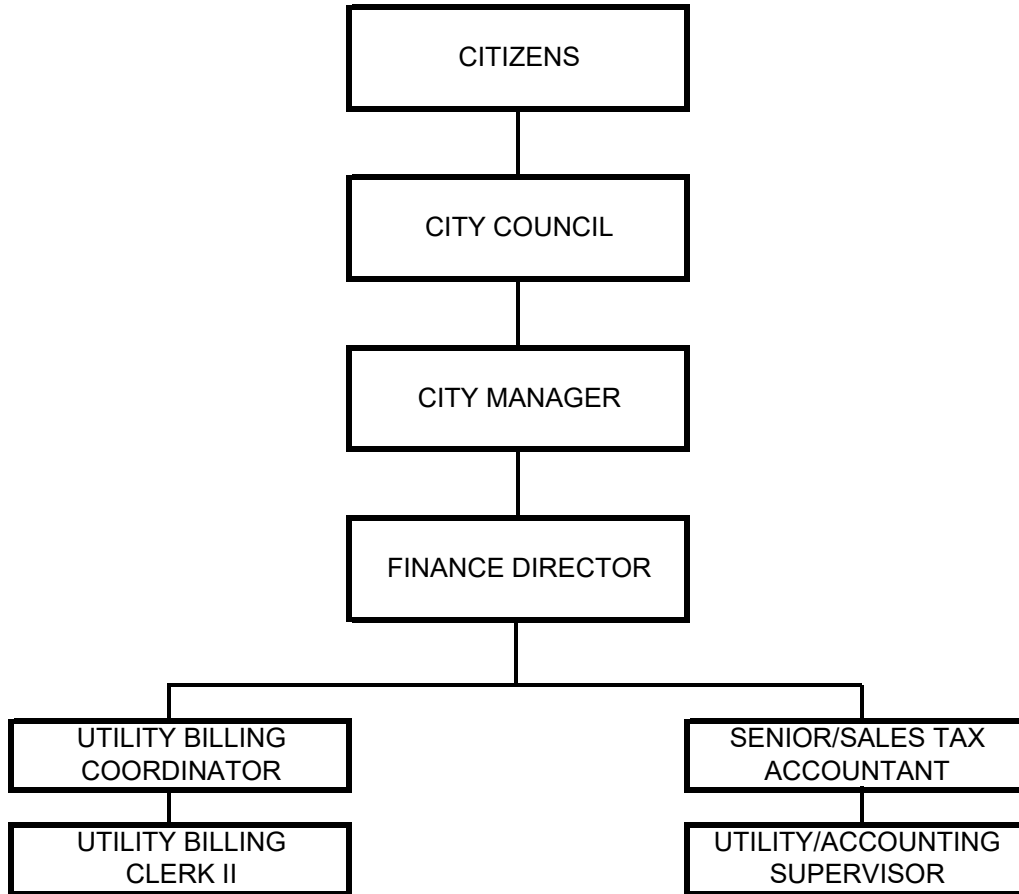 CITIZENS
CITY COUNCIL
CITY MANAGER
FINANCE DIRECTOR
UTILITY BILLING
COORDINATOR
SENIOR/SALES TAX
ACCOUNTANT
UTILITY BILLING
CLERK II
UTILITY/ACCOUNTING
SUPERVISOR